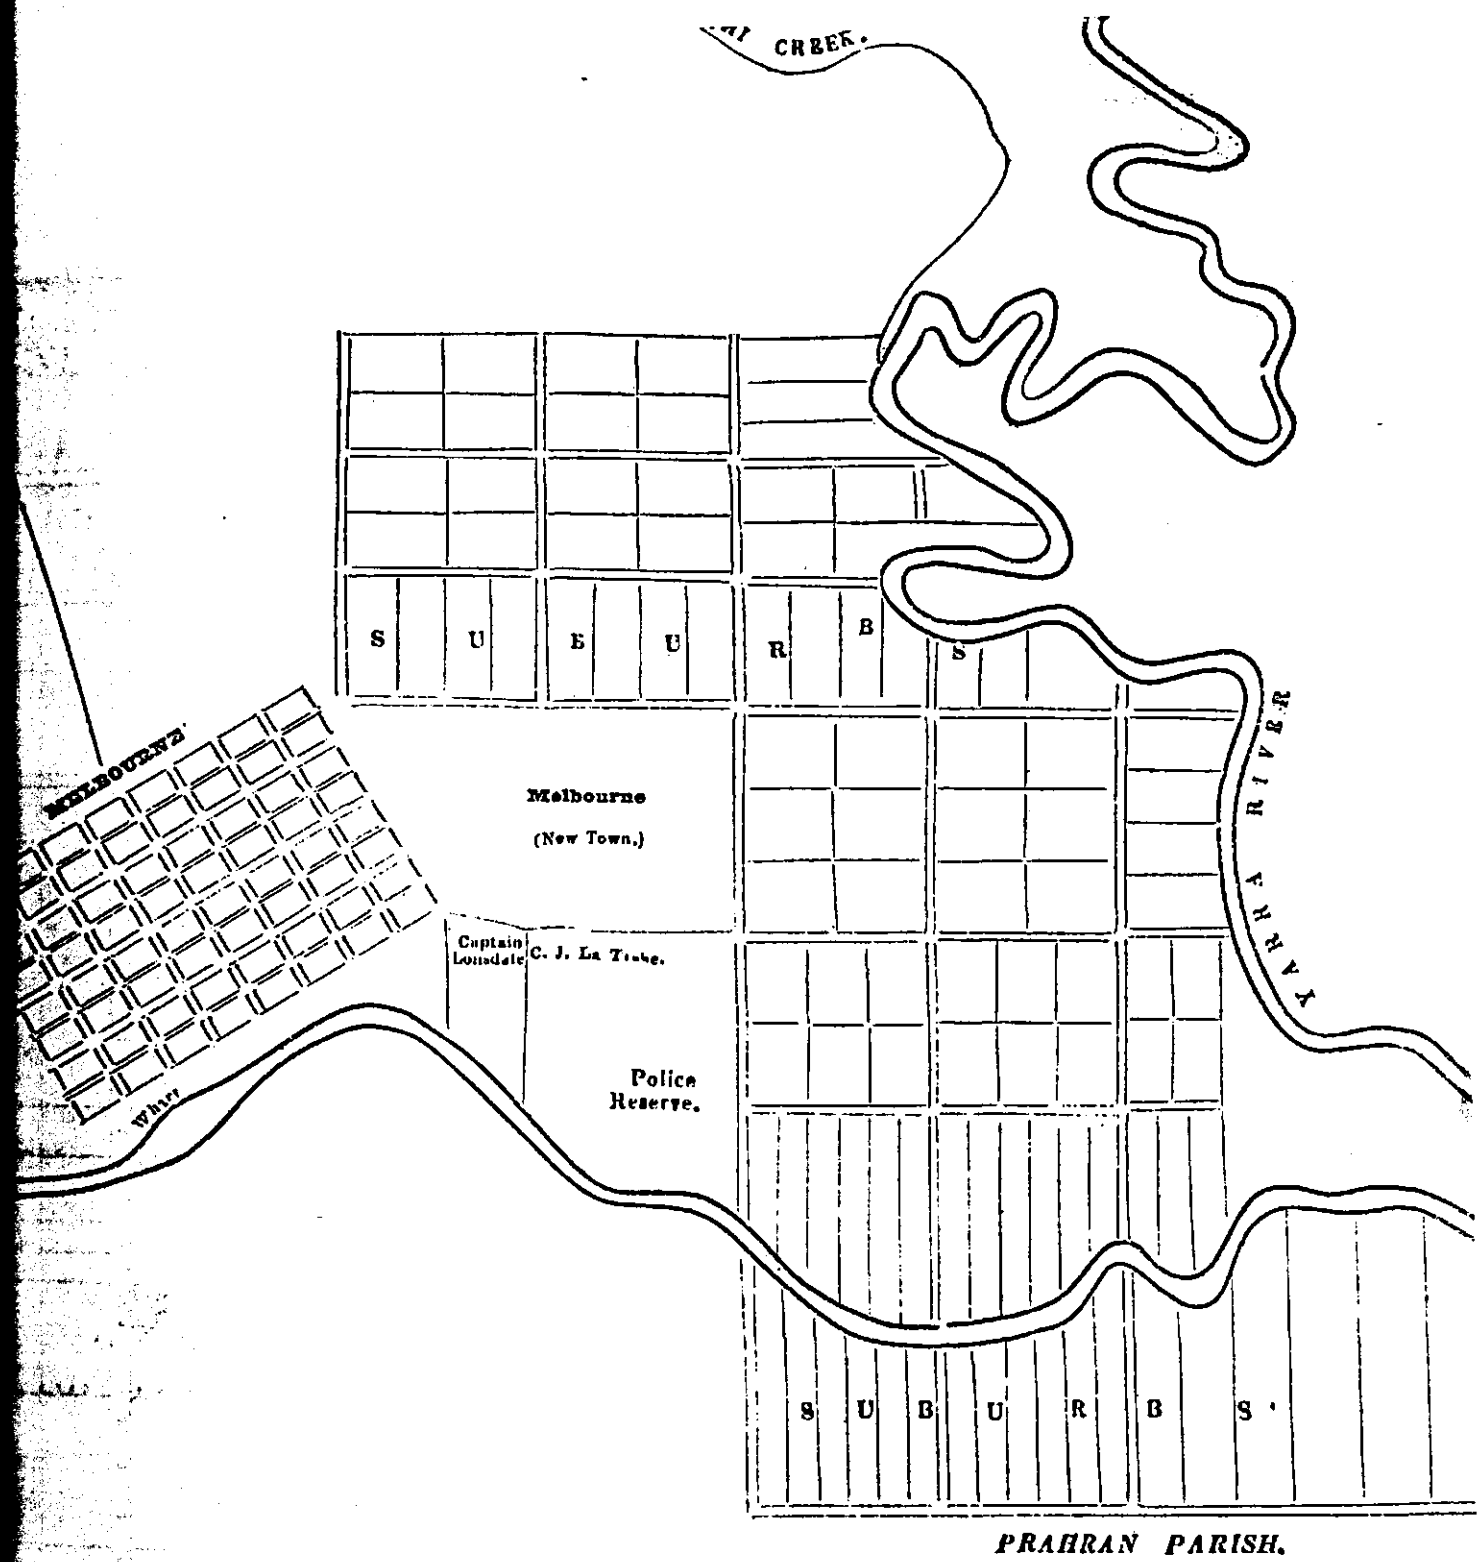 CREEK.
S U B U R B S
YARRA RIVER
MELBOURNE
Melbourne
(New Town.)
Captain
Lonsdale
C. J. La Trobe.
Police
Reserve.
Wharf
S U B U R B S
PRAHRAN PARISH.